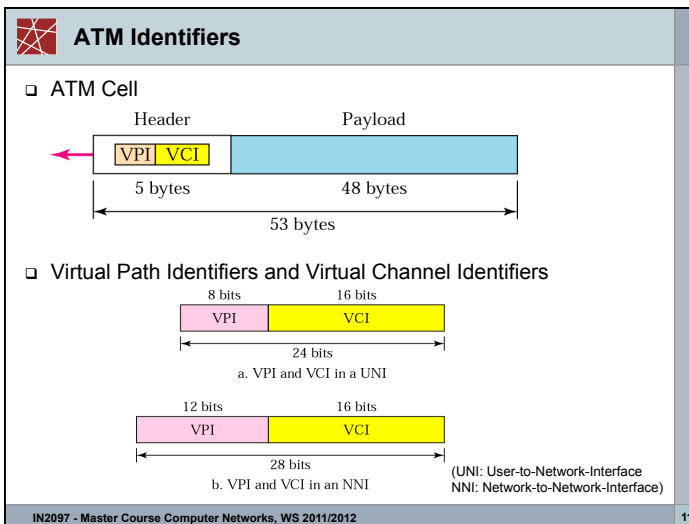 ATM Identifiers
❑ ATM Cell
Header Payload
VPI VCI
5 bytes 48 bytes
53 bytes
❑ Virtual Path Identifiers and Virtual Channel Identifiers
8 bits 16 bits
VPI VCI
24 bits
a. VPI and VCI in a UNI
12 bits 16 bits
VPI VCI
28 bits
b. VPI and VCI in an NNI
(UNI: User-to-Network-Interface
NNI: Network-to-Network-Interface)
IN2097 - Master Course Computer Networks, WS 2011/2012